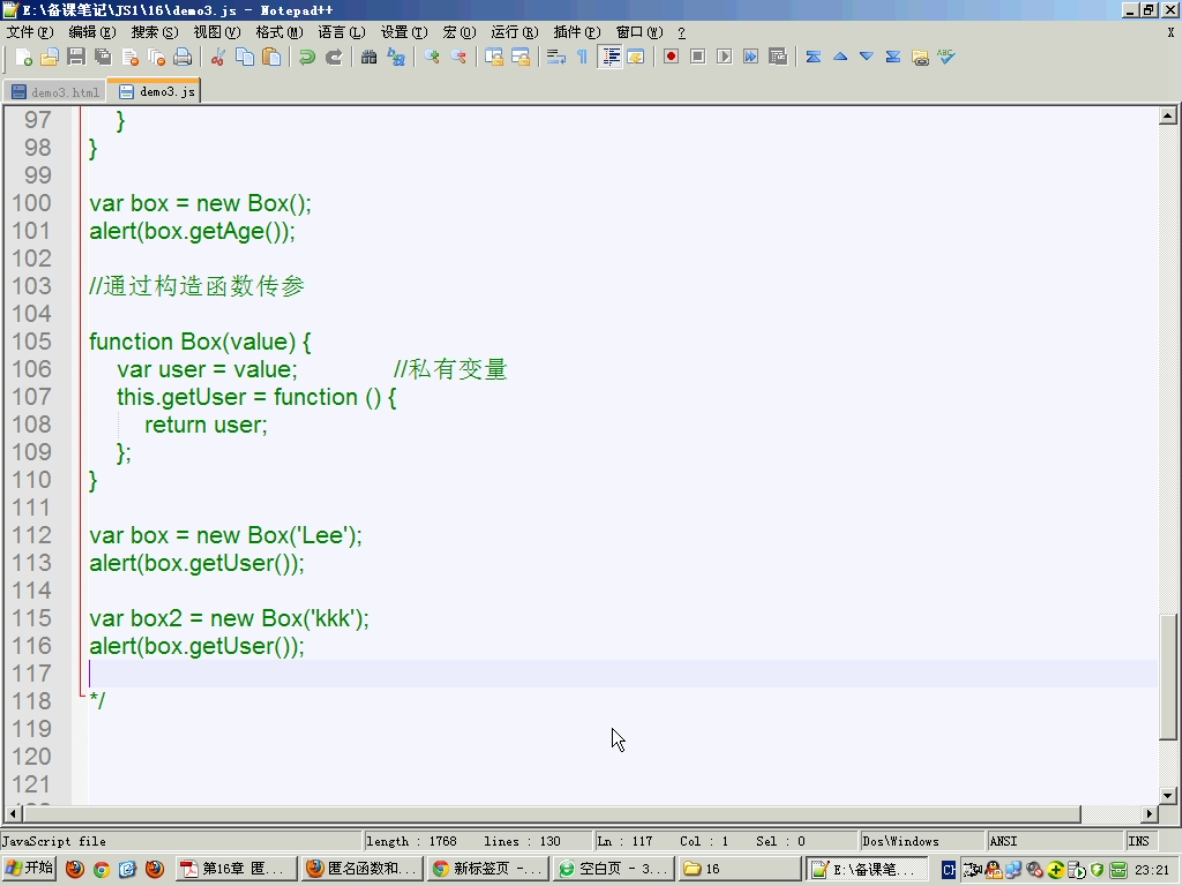 E:\备课笔记\JS1\16\demo3.js - Notepad++
文件(F) 编辑(E) 搜索(S) 视图(V) 格式(M) 语言(L) 设置(T) 宏(O) 运行(R) 插件(P) 窗口(W) ? X
demo3.html demo3.js
97 }
98 }
99
100 var box = new Box();
101 alert(box.getAge());
102
103 //通过构造函数传参
104
105 function Box(value) {
106 var user = value; //私有变量
107 this.getUser = function () {
108 return user;
109 };
110 }
111
112 var box = new Box('Lee');
113 alert(box.getUser());
114
115 var box2 = new Box('kkk');
116 alert(box.getUser());
117
118 */
119
120
121
JavaScript file length : 1768 lines : 130 Ln : 117 Col : 1 Sel : 0 Dos\Windows ANSI INS
开始 第16章 匿... 匿名函数和... 新标签页 -... 空白页 - 3... 16 E:\备课笔... CH 23:21